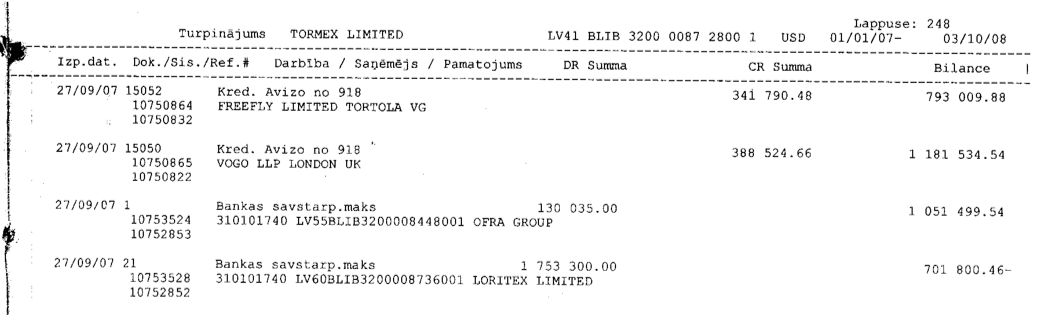 Lappuse: 248
Turpinājums TORMEX LIMITED LV41 BLIB 3200 0087 2800 1 USD 01/01/07- 03/10/08
Izp.dat. Dok./Sis./Ref.# Darbība / Saņēmējs / Pamatojums DR Summa CR Summa Bilance |
27/09/07 15052 Kred. Avizo no 918 341 790.48 793 009.88
10750864 FREEFLY LIMITED TORTOLA VG
10750832
27/09/07 15050 Kred. Avizo no 918 388 524.66 1 181 534.54
10750865 VOGO LLP LONDON UK
10750822
27/09/07 1 Bankas savstarp.maks 130 035.00 1 051 499.54
10753524 310101740 LV55BLIB3200008448001 OFRA GROUP
10752853
27/09/07 21 Bankas savstarp.maks 1 753 300.00 701 800.46-
10753528 310101740 LV60BLIB3200008736001 LORITEX LIMITED
10752852